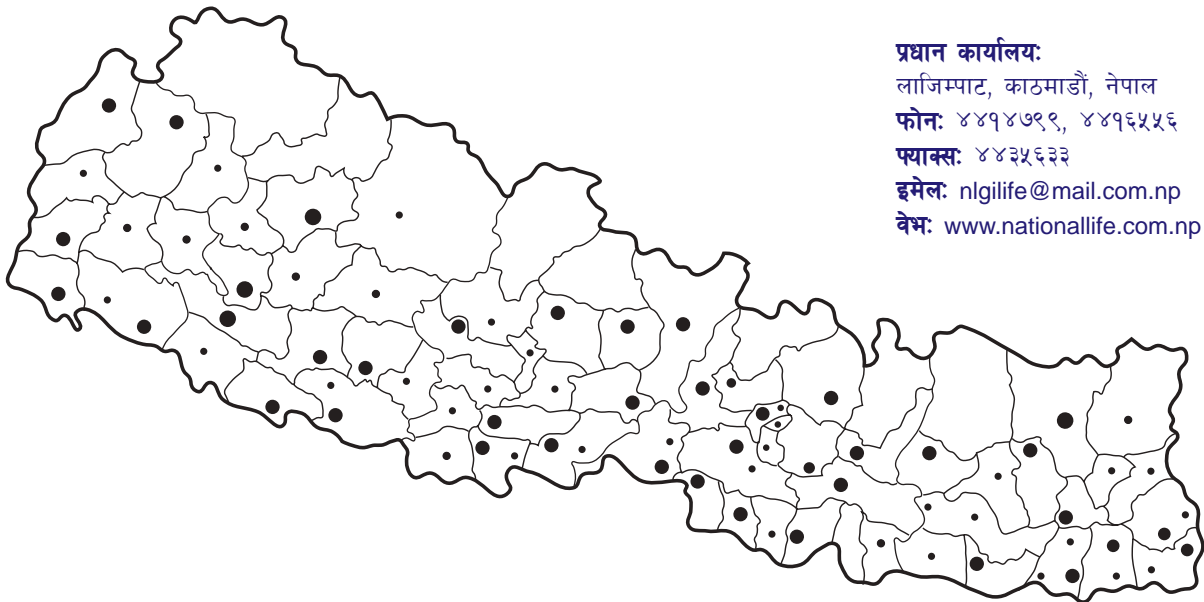 प्रधान कार्यालयः
लाजिम्पाट, काठमाडौं, नेपाल
फोनः ४४१४७९९, ४४१६५५६
फ्याक्सः ४४३५६३३
इमेलः nlgilife@mail.com.np
वेभः www.nationallife.com.np